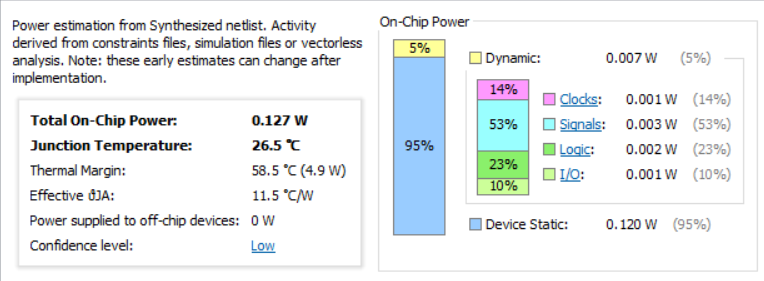 Power estimation from Synthesized netlist. Activity
derived from constraints files, simulation files or vectorless
analysis. Note: these early estimates can change after
implementation.
Total On-Chip Power: 0.127 W
Junction Temperature: 26.5 °C
Thermal Margin: 58.5 °C (4.9 W)
Effective ϑJA: 11.5 °C/W
Power supplied to off-chip devices: 0 W
Confidence level: Low
On-Chip Power
5%
95%
Dynamic: 0.007 W (5%)
14%
53%
23%
10%
Clocks: 0.001 W (14%)
Signals: 0.003 W (53%)
Logic: 0.002 W (23%)
I/O: 0.001 W (10%)
Device Static: 0.120 W (95%)